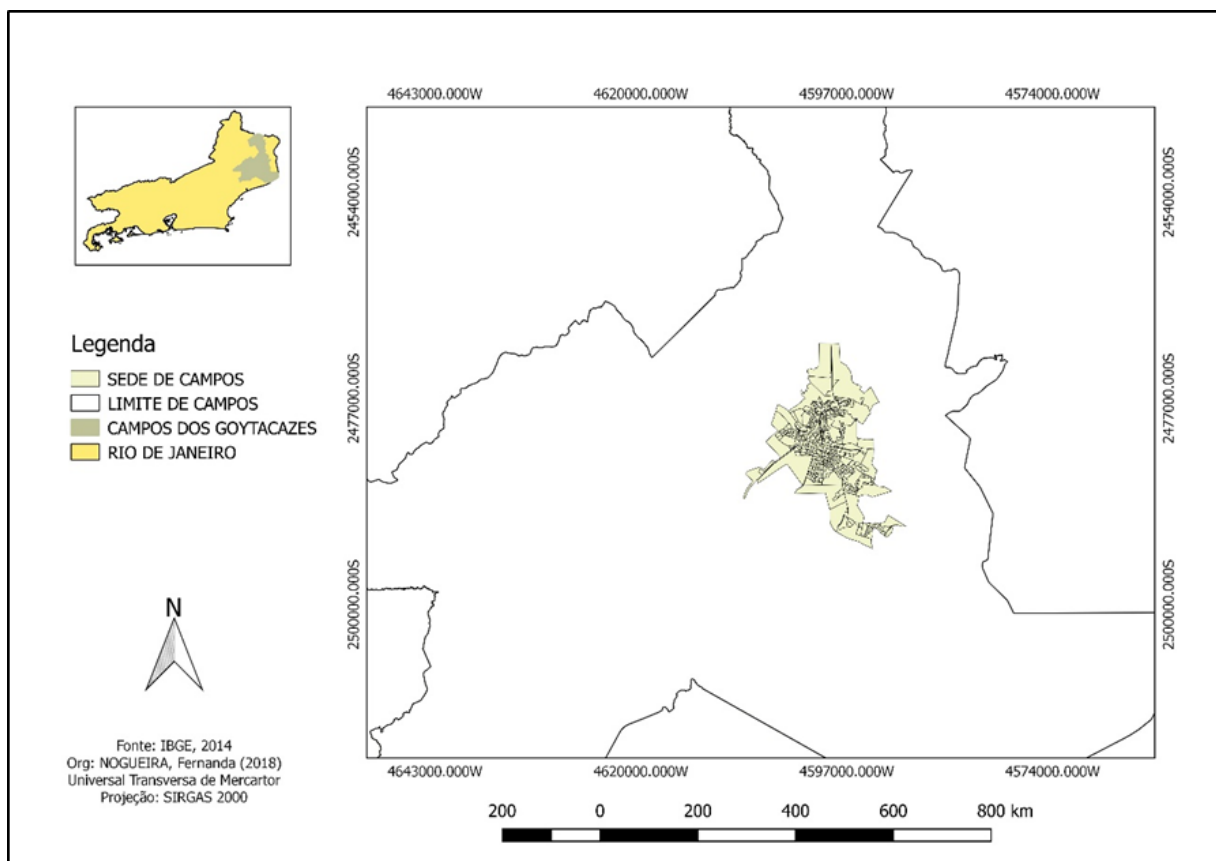 4643000.000W 4620000.000W 4597000.000W 4574000.000W
2454000.000S 2454000.000S
2477000.000S 2477000.000S
2500000.000S 2500000.000S
Legenda
SEDE DE CAMPOS
LIMITE DE CAMPOS
CAMPOS DOS GOYTACAZES
RIO DE JANEIRO
N
Fonte: IBGE, 2014
Org: NOGUEIRA, Fernanda (2018)
Universal Transversa de Mercartor
Projeção: SIRGAS 2000
4643000.000W 4620000.000W 4597000.000W 4574000.000W
200 0 200 400 600 800 km